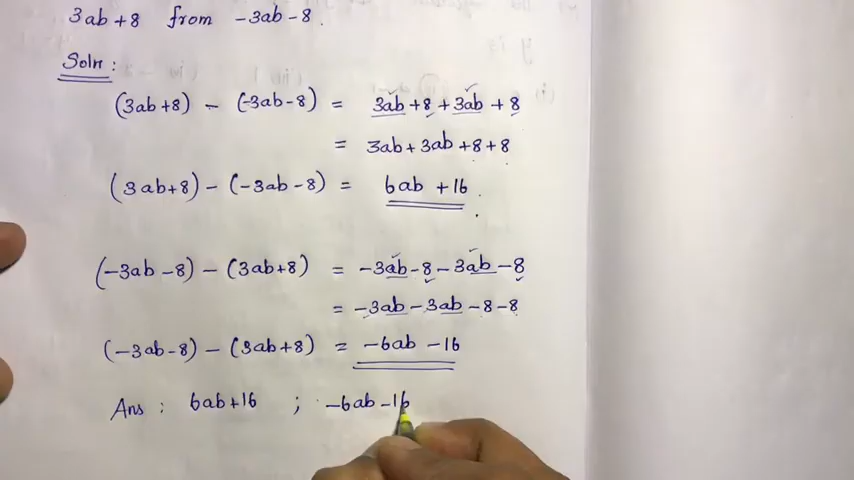 3ab + 8 from - 3ab - 8.
Soln :
(3ab + 8) - (-3ab - 8) = 3ab + 8 + 3ab + 8
= 3ab + 3ab + 8 + 8
(3ab + 8) - (-3ab - 8) = 6ab + 16.
(-3ab - 8) - (3ab + 8) = -3ab - 8 - 3ab - 8
= -3ab - 3ab - 8 - 8
(-3ab - 8) - (3ab + 8) = -6ab - 16
Ans : 6ab + 16 ; -6ab - 16